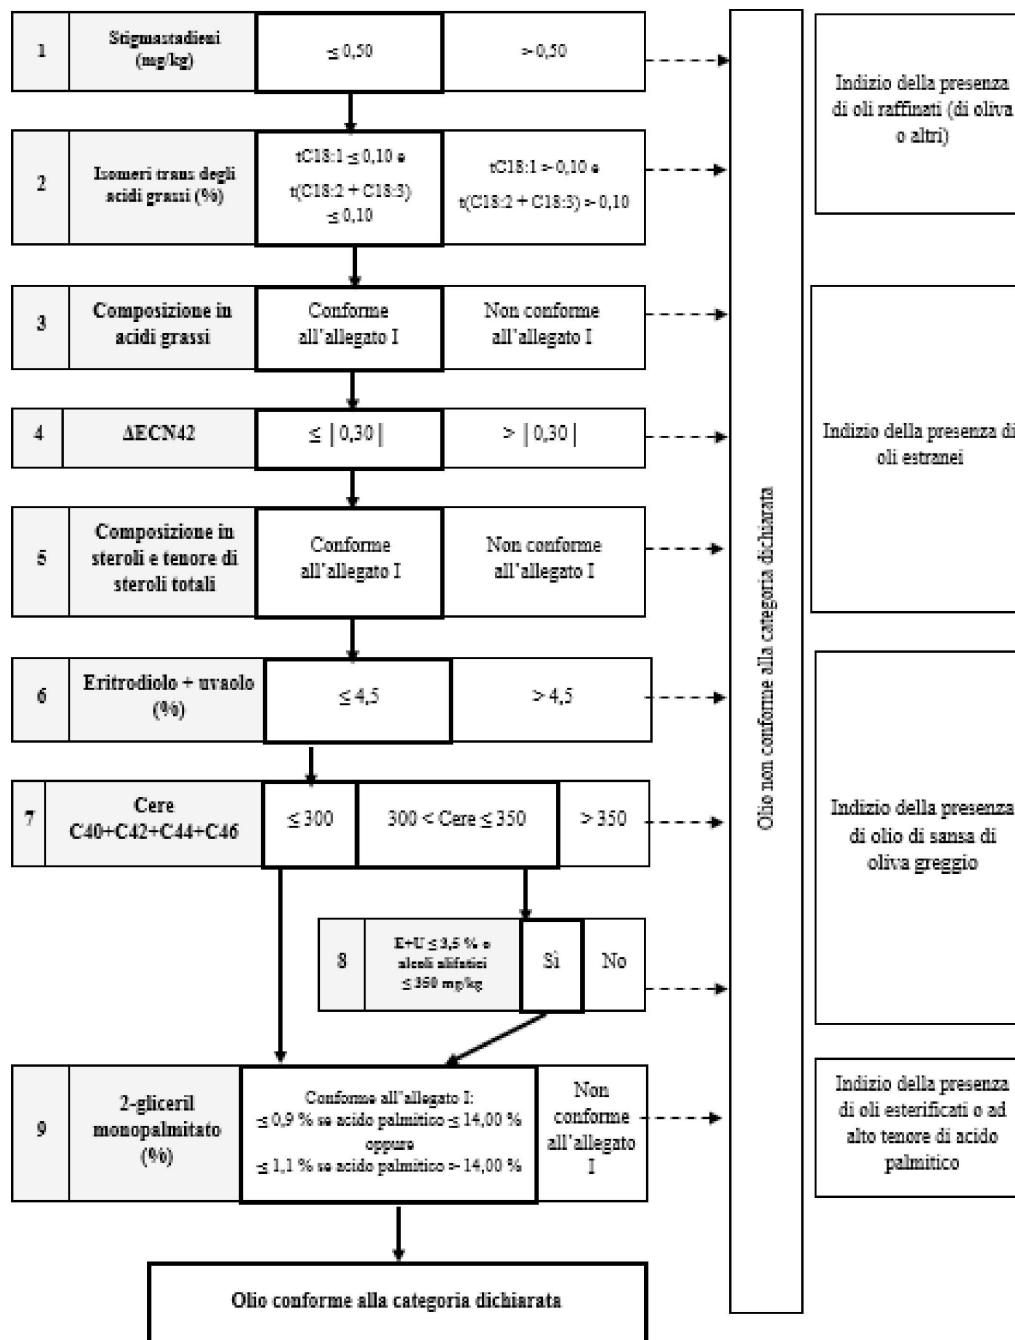 1
Stigmastadieni
(mg/kg)
≤ 0,50
> 0,50
Indizio della presenza
di oli raffinati (di oliva
o altri)
2
Isomeri trans degli
acidi grassi (%)
tC18:1 ≤ 0,10 e
t(C18:2 + C18:3)
≤ 0,10
tC18:1 > 0,10 e
t(C18:2 + C18:3) > 0,10
3
Composizione in
acidi grassi
Conforme
all’allegato I
Non conforme
all’allegato I
4
ΔECN42
≤ | 0,30 |
> | 0,30 |
Indizio della presenza di
oli estranei
5
Composizione in
steroli e tenore di
steroli totali
Conforme
all’allegato I
Non conforme
all’allegato I
6
Eritrodiolo + uvaolo
(%)
≤ 4,5
> 4,5
Olio non conforme alla categoria dichiarata
7
Cere
C40+C42+C44+C46
≤ 300
300 < Cere ≤ 350
> 350
Indizio della presenza
di olio di sansa di
oliva greggio
8
E+U ≤ 3,5 % o
alcoli alifatici
≤ 350 mg/kg
Sì
No
9
2-gliceril
monopalmitato
(%)
Conforme all’allegato I:
≤ 0,9 % se acido palmitico ≤ 14,00 %
oppure
≤ 1,1 % se acido palmitico > 14,00 %
Non
conforme
all’allegato
I
Indizio della presenza
di oli esterificati o ad
alto tenore di acido
palmitico
Olio conforme alla categoria dichiarata